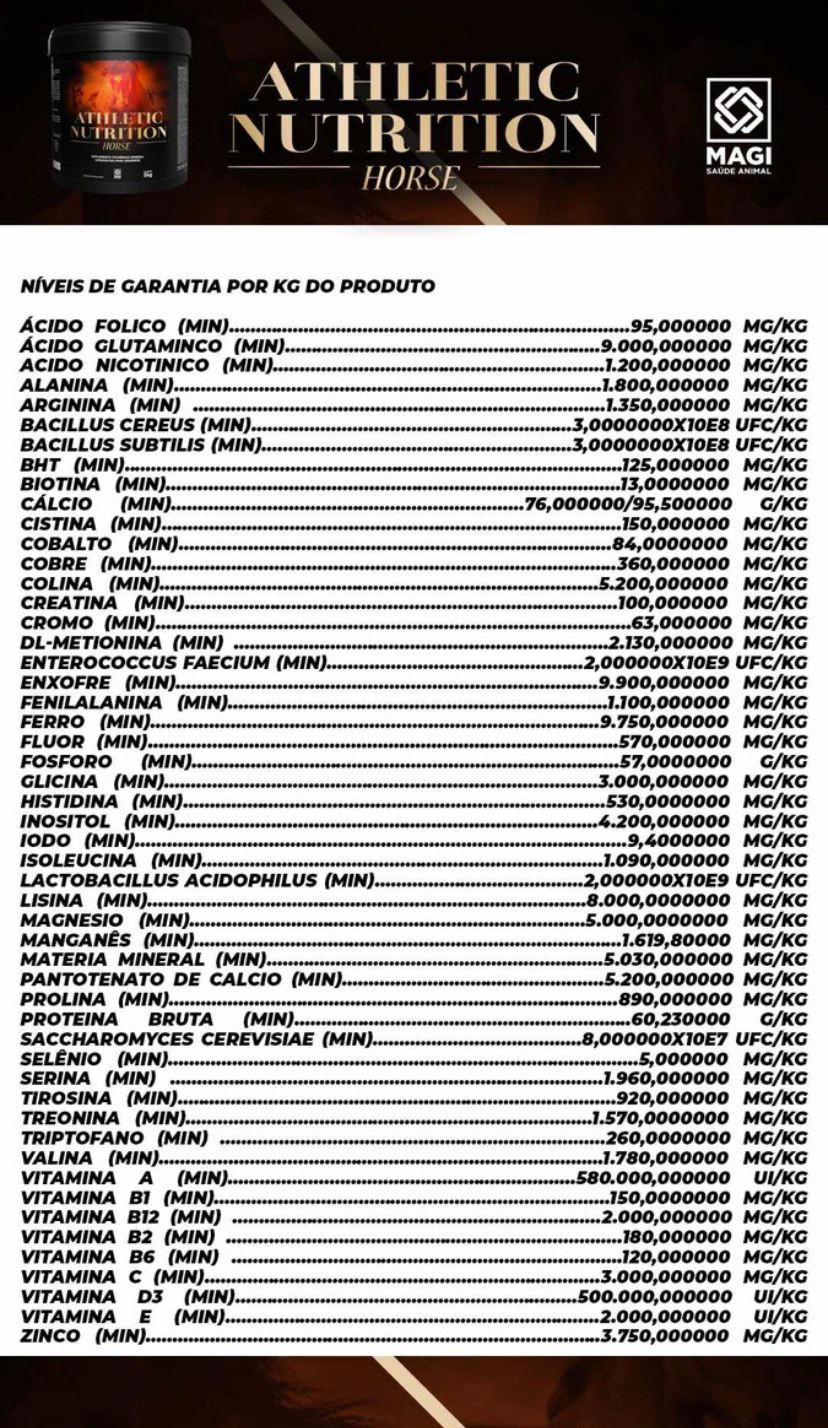 ATHLETIC
NUTRITION
HORSE
5kg
ATHLETIC
NUTRITION
HORSE
MAGI
SAÚDE ANIMAL
NÍVEIS DE GARANTIA POR KG DO PRODUTO
ÁCIDO FOLICO (MIN)...95,000000 MG/KG
ÁCIDO GLUTAMINCO (MIN)...9.000,000000 MG/KG
ACIDO NICOTINICO (MIN)...1.200,000000 MG/KG
ALANINA (MIN)...1.800,000000 MG/KG
ARGININA (MIN) ...1.350,000000 MG/KG
BACILLUS CEREUS (MIN)...3,0000000X10E8 UFC/KG
BACILLUS SUBTILIS (MIN)...3,0000000X10E8 UFC/KG
BHT (MIN)...125,000000 MG/KG
BIOTINA (MIN)...13,0000000 MG/KG
CÁLCIO (MIN)...76,000000/95,500000 G/KG
CISTINA (MIN)...150,000000 MG/KG
COBALTO (MIN)...84,0000000 MG/KG
COBRE (MIN)...360,000000 MG/KG
COLINA (MIN)...5.200,000000 MG/KG
CREATINA (MIN)...100,000000 MG/KG
CROMO (MIN)...63,000000 MG/KG
DL-METIONINA (MIN) ...2.130,000000 MG/KG
ENTEROCOCCUS FAECIUM (MIN)...2,000000X10E9 UFC/KG
ENXOFRE (MIN)...9.900,000000 MG/KG
FENILALANINA (MIN)...1.100,000000 MG/KG
FERRO (MIN)...9.750,000000 MG/KG
FLUOR (MIN)...570,000000 MG/KG
FOSFORO (MIN)...57,0000000 G/KG
GLICINA (MIN)...3.000,000000 MG/KG
HISTIDINA (MIN)...530,0000000 MG/KG
INOSITOL (MIN)...4.200,000000 MG/KG
IODO (MIN)...9,4000000 MG/KG
ISOLEUCINA (MIN)...1.090,000000 MG/KG
LACTOBACILLUS ACIDOPHILUS (MIN)...2,000000X10E9 UFC/KG
LISINA (MIN)...8.000,0000000 MG/KG
MAGNESIO (MIN)...5.000,0000000 MG/KG
MANGANÊS (MIN)...1.619,80000 MG/KG
MATERIA MINERAL (MIN)...5.030,000000 MG/KG
PANTOTENATO DE CALCIO (MIN)...5.200,000000 MG/KG
PROLINA (MIN)...890,000000 MG/KG
PROTEINA BRUTA (MIN)...60,230000 G/KG
SACCHAROMYCES CEREVISIAE (MIN)...8,000000X10E7 UFC/KG
SELÊNIO (MIN)...5,000000 MG/KG
SERINA (MIN) ...1.960,000000 MG/KG
TIROSINA (MIN)...920,000000 MG/KG
TREONINA (MIN)...1.570,0000000 MG/KG
TRIPTOFANO (MIN) ...260,0000000 MG/KG
VALINA (MIN)...1.780,000000 MG/KG
VITAMINA A (MIN)...580.000,000000 UI/KG
VITAMINA B1 (MIN)...150,0000000 MG/KG
VITAMINA B12 (MIN) ...2.000,000000 MG/KG
VITAMINA B2 (MIN) ...180,000000 MG/KG
VITAMINA B6 (MIN) ...120,000000 MG/KG
VITAMINA C (MIN)...3.000,000000 MG/KG
VITAMINA D3 (MIN)...500.000,000000 UI/KG
VITAMINA E (MIN)...2.000,000000 UI/KG
ZINCO (MIN)...3.750,000000 MG/KG